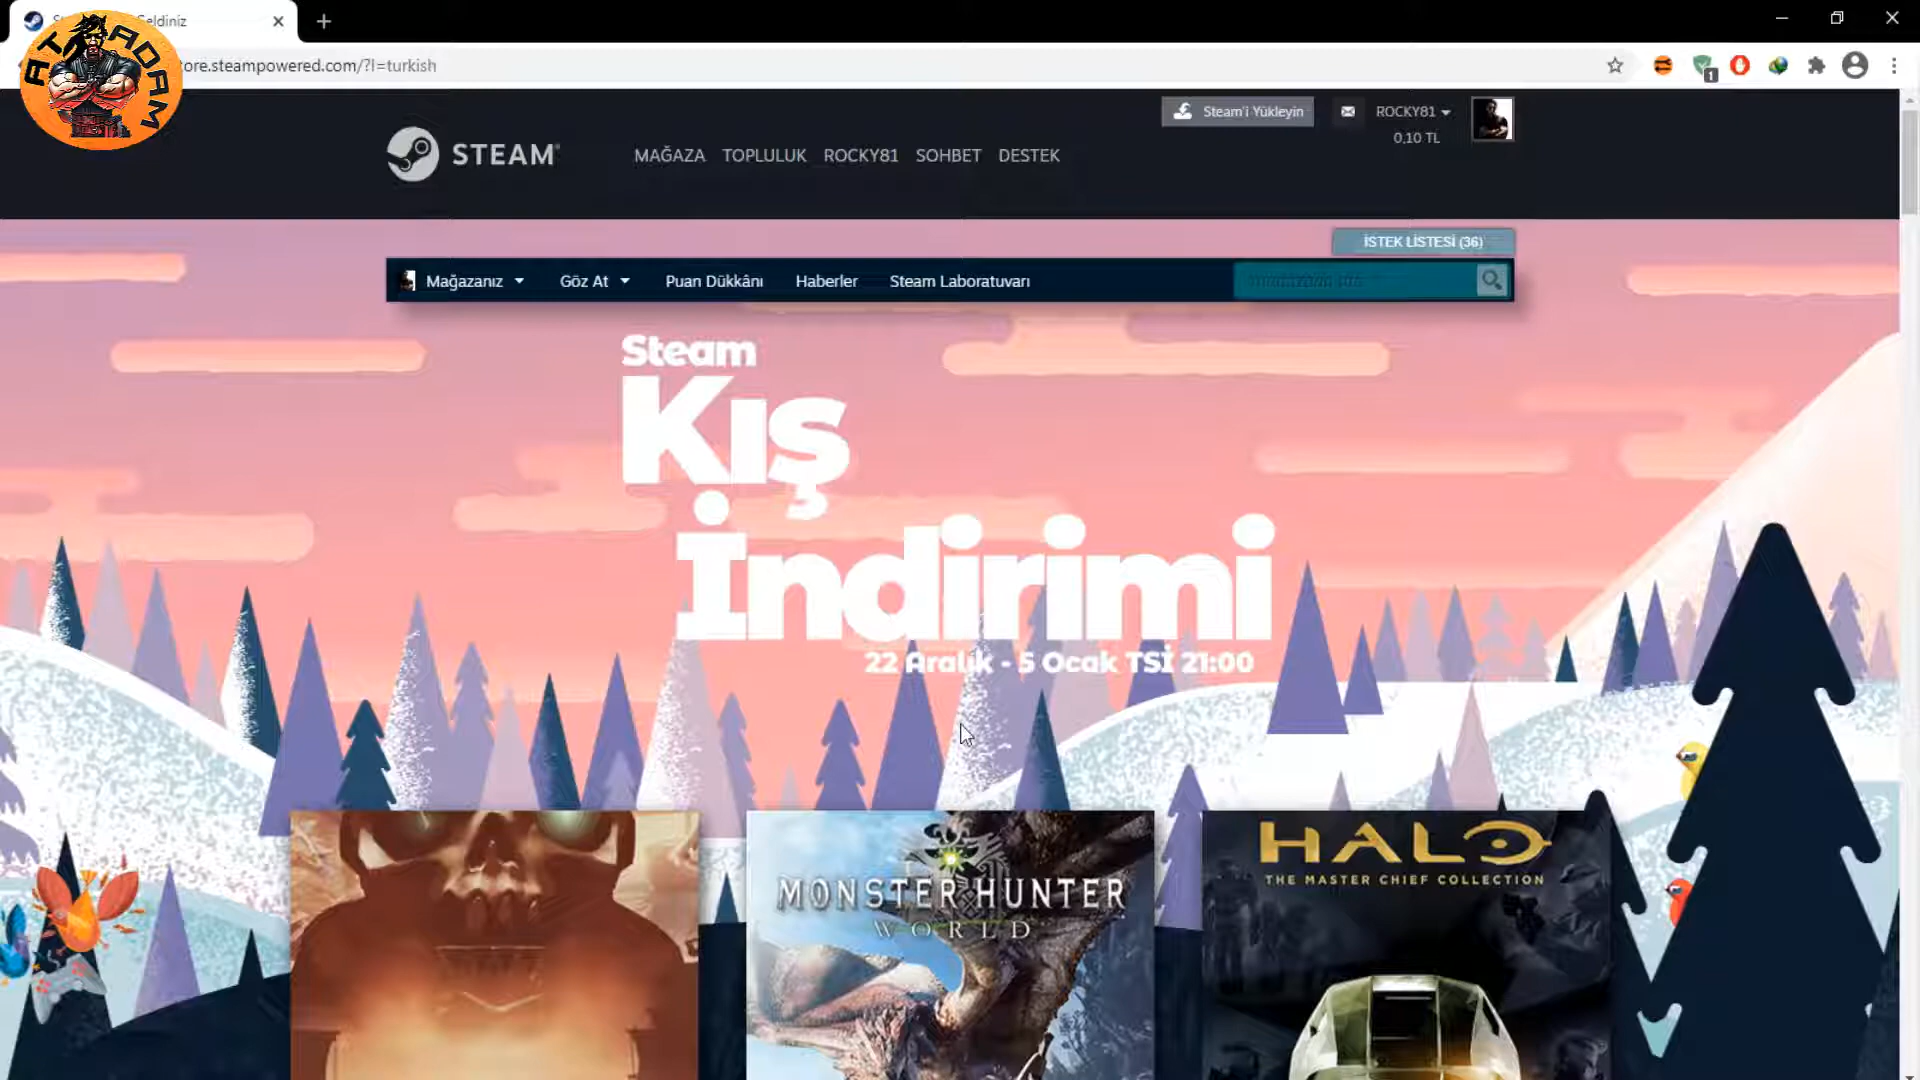 Geldiniz
ATADAM
ore.steampowered.com/?l=turkish
1
Steam'i Yükleyin
ROCKY81
0,10 TL
STEAM
MAĞAZA TOPLULUK ROCKY81 SOHBET DESTEK
İSTEK LİSTESİ (36)
Mağazanız Göz At Puan Dükkânı Haberler Steam Laboratuvarı
Steam
Kış
İndirimi
22 Aralık - 5 Ocak TSİ 21:00
MONSTER HUNTER
WORLD
HALO
THE MASTER CHIEF COLLECTION